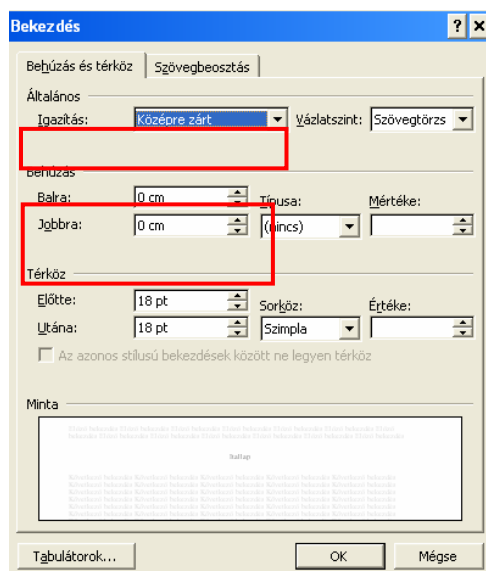 Bekezdés
Behúzás és térköz Szövegbeosztás
Általános
Igazítás: Középre zárt Vázlatszint: Szövegtörzs
Behúzás
Balra: 0 cm Típusa: Mértéke:
Jobbra: 0 cm (nincs)
Térköz
Előtte: 18 pt Sorköz: Értéke:
Utána: 18 pt Szimpla
Az azonos stílusú bekezdések között ne legyen térköz
Minta
hallap
Tabulátorok... OK Mégse